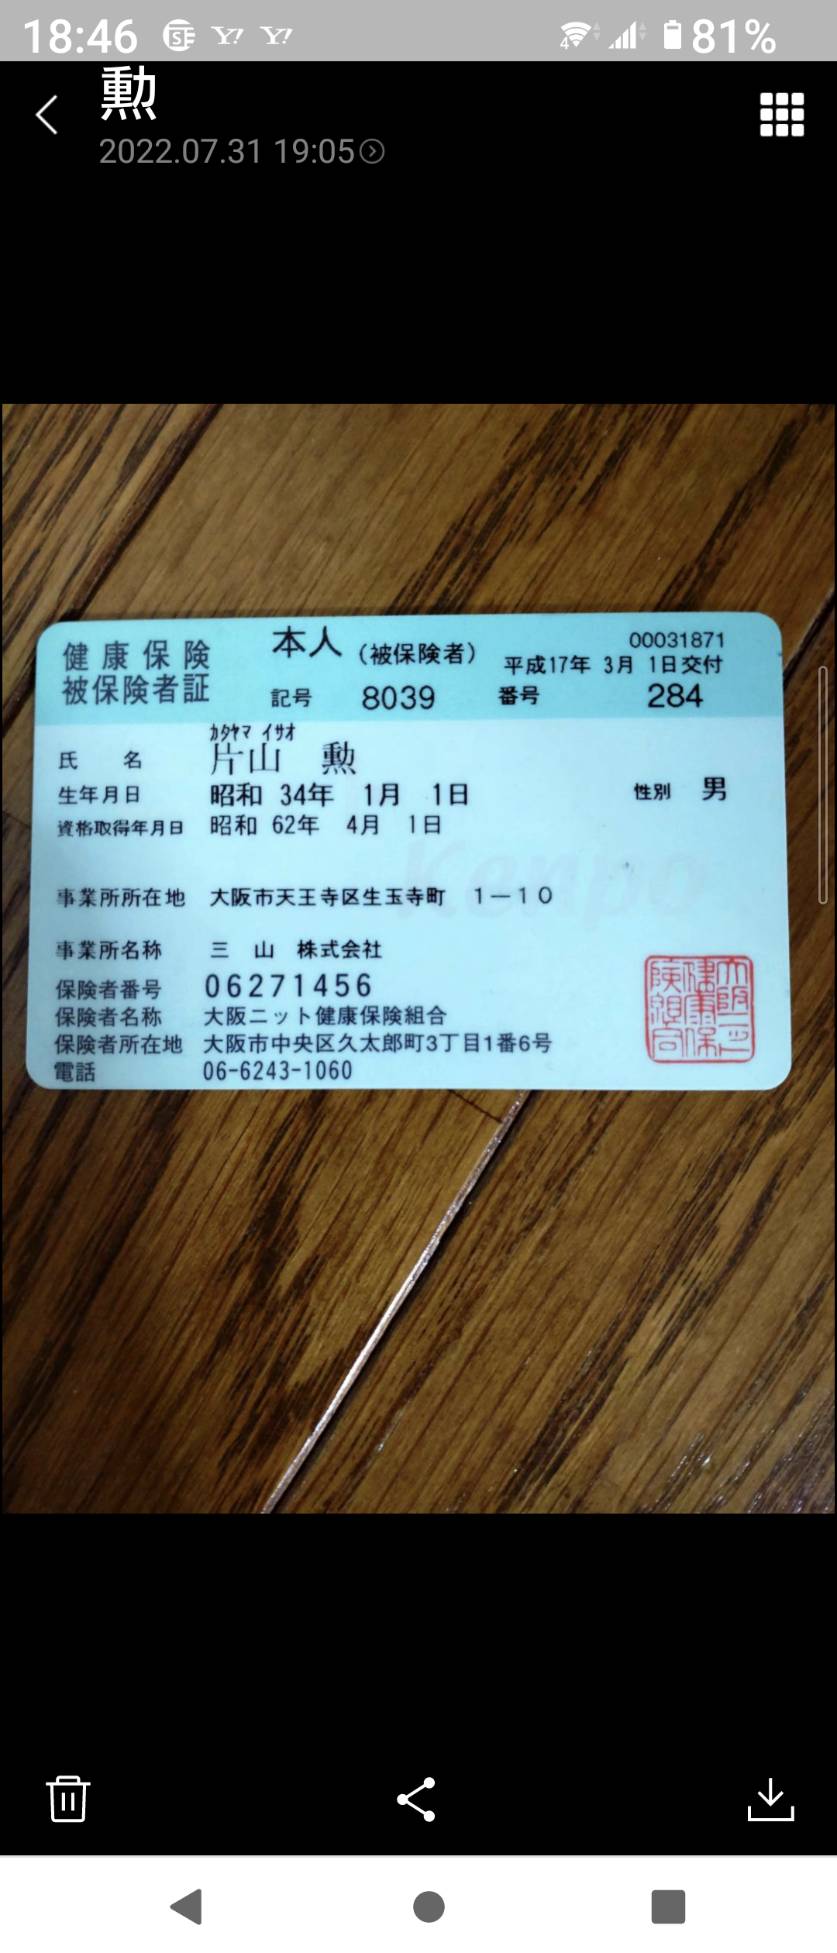 18:46 81%
勲
2022.07.31 19:05
健康保険 本人 (被保険者) 00031871
被保険者証 平成17年 3月 1日交付
記号 8039 番号 284
カタヤマ イサオ
氏名 片山 勲
生年月日 昭和 34年 1月 1日 性別 男
資格取得年月日 昭和 62年 4月 1日
Kenpo
事業所所在地 大阪市天王寺区生玉寺町 1-10
事業所名称 三 山 株式会社
保険者番号 06271456
保険者名称 大阪ニット健康保険組合
保険者所在地 大阪市中央区久太郎町3丁目1番6号
電話 06-6243-1060